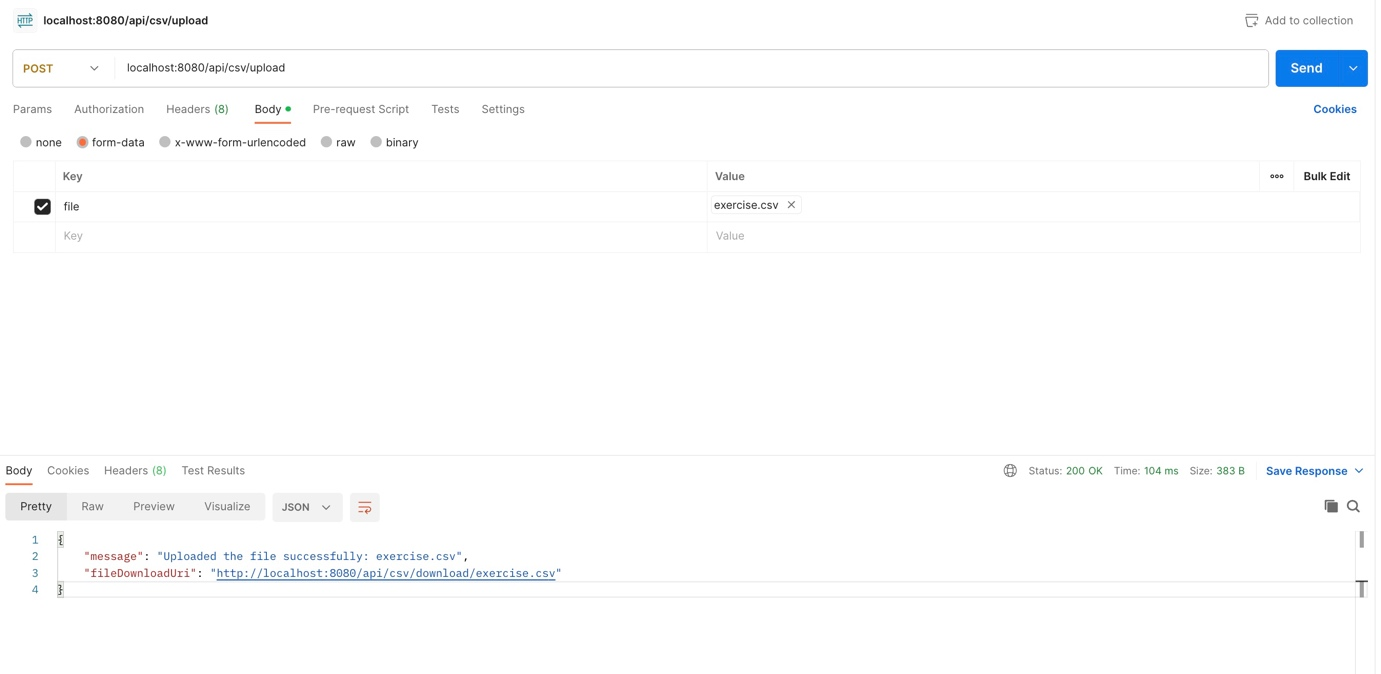 HTTP localhost:8080/api/csv/upload Add to collection
POST localhost:8080/api/csv/upload Send
Params Authorization Headers (8) Body Pre-request Script Tests Settings Cookies
none form-data x-www-form-urlencoded raw binary
Key Value Bulk Edit
file exercise.csv
Key Value
Body Cookies Headers (8) Test Results Status: 200 OK Time: 104 ms Size: 383 B Save Response
Pretty Raw Preview Visualize JSON
1 {
2 "message": "Uploaded the file successfully: exercise.csv",
3 "fileDownloadUri": "http://localhost:8080/api/csv/download/exercise.csv"
4 }